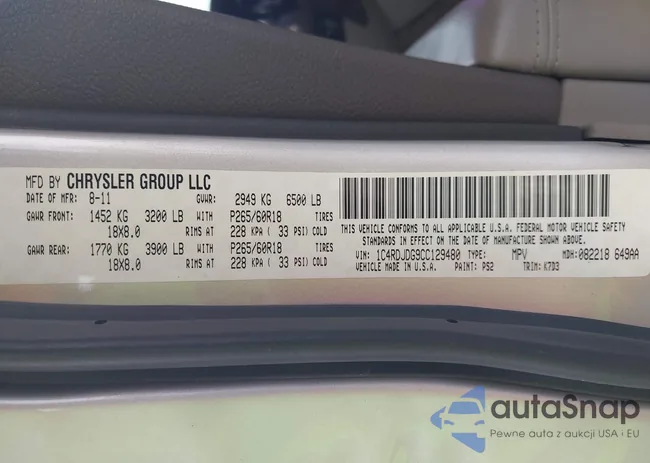 MFD BY CHRYSLER GROUP LLC
DATE OF MFR: 8-11 GVWR: 2949 KG 6500 LB
GAWR FRONT: 1452 KG 3200 LB WITH P265/60R18 TIRES
18X8.0 RIMS AT 228 KPA ( 33 PSI) COLD
GAWR REAR: 1770 KG 3900 LB WITH P265/60R18 TIRES
18X8.0 RIMS AT 228 KPA ( 33 PSI) COLD
THIS VEHICLE CONFORMS TO ALL APPLICABLE U.S.A. FEDERAL MOTOR VEHICLE SAFETY
STANDARDS IN EFFECT ON THE DATE OF MANUFACTURE SHOWN ABOVE.
VIN: 1C4RDJDG9CC129480 TYPE: MPV MDH: 082218 649AA
VEHICLE MADE IN U.S.A. PAINT: PS2 TRIM: K7D3
autaSnap
Pewne auta z aukcji USA i EU